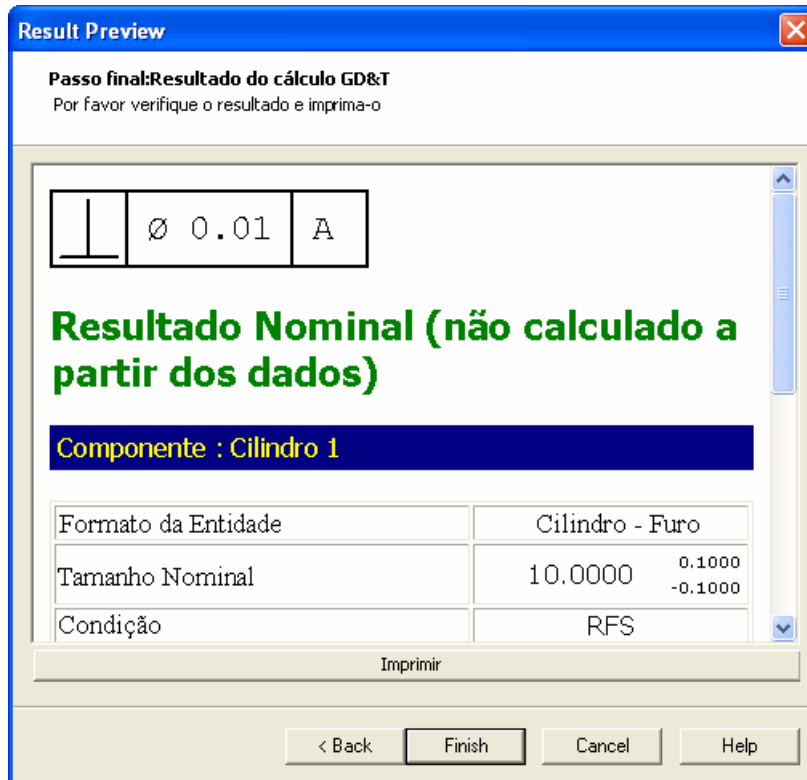 Result Preview
Passo final:Resultado do cálculo GD&T
Por favor verifique o resultado e imprima-o
⊥ Ø 0.01 A
Resultado Nominal (não calculado a
partir dos dados)
Componente : Cilindro 1
Formato da Entidade Cilindro - Furo
Tamanho Nominal 10.0000 0.1000
-0.1000
Condição RFS
Imprimir
< Back Finish Cancel Help